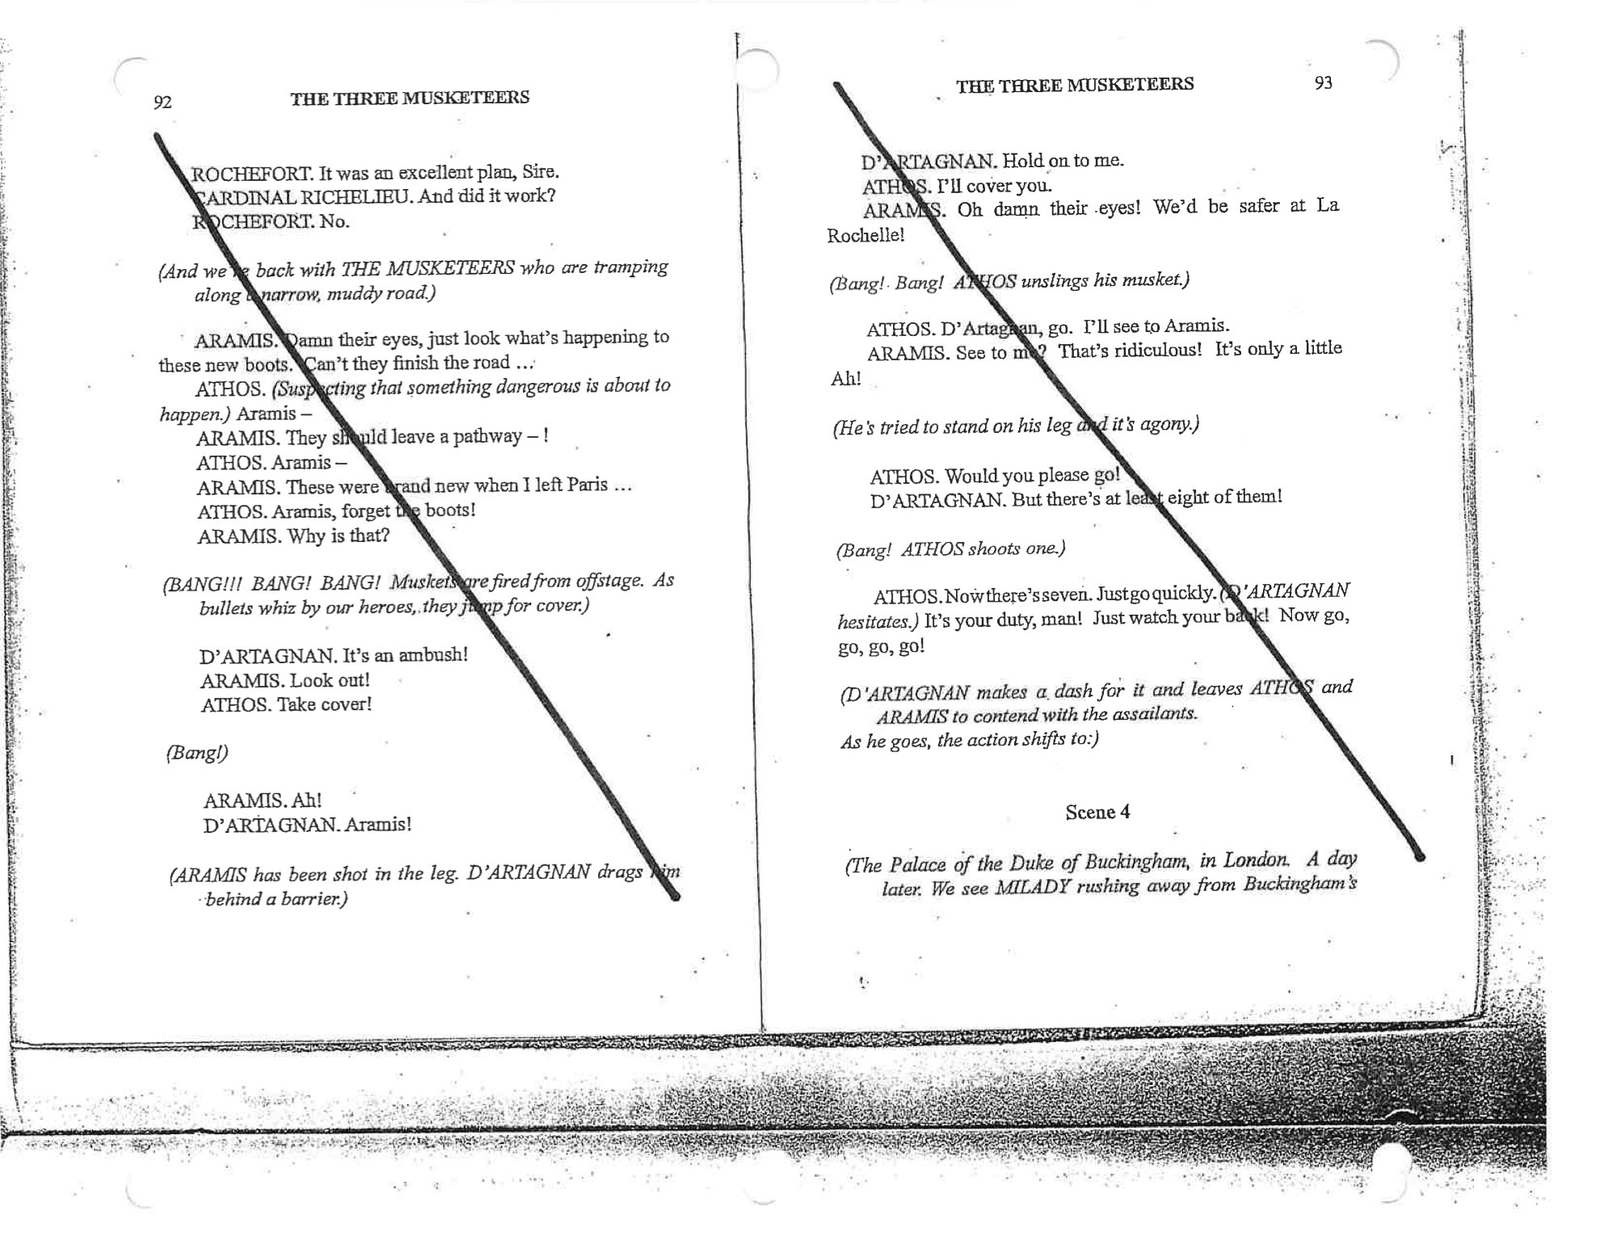 92
THE THREE MUSKETEERS
ROCHEFORT. It was an excellent plan, Sire.
CARDINAL RICHELIEU. And did it work?
ROCHEFORT. No.
(And we're back with THE MUSKETEERS who are tramping
along a narrow, muddy road.)
ARAMIS. Damn their eyes, just look what's happening to
these new boots. Can't they finish the road ...
ATHOS. (Suspecting that something dangerous is about to
happen.) Aramis –
ARAMIS. They should leave a pathway – !
ATHOS. Aramis –
ARAMIS. These were brand new when I left Paris ...
ATHOS. Aramis, forget the boots!
ARAMIS. Why is that?
(BANG!!! BANG! BANG! Muskets are fired from offstage. As
bullets whiz by our heroes, they jump for cover.)
D'ARTAGNAN. It's an ambush!
ARAMIS. Look out!
ATHOS. Take cover!
(Bang!)
ARAMIS. Ah!
D'ARTAGNAN. Aramis!
(ARAMIS has been shot in the leg. D'ARTAGNAN drags him
behind a barrier.)
THE THREE MUSKETEERS
93
D'ARTAGNAN. Hold on to me.
ATHOS. I'll cover you.
ARAMIS. Oh damn their eyes! We'd be safer at La
Rochelle!
(Bang! Bang! ATHOS unslings his musket.)
ATHOS. D'Artagnan, go. I'll see to Aramis.
ARAMIS. See to me? That's ridiculous! It's only a little
Ah!
(He's tried to stand on his leg and it's agony.)
ATHOS. Would you please go!
D'ARTAGNAN. But there's at least eight of them!
(Bang! ATHOS shoots one.)
ATHOS. Now there's seven. Just go quickly. (D'ARTAGNAN
hesitates.) It's your duty, man! Just watch your back! Now go,
go, go, go!
(D'ARTAGNAN makes a dash for it and leaves ATHOS and
ARAMIS to contend with the assailants.
As he goes, the action shifts to:)
Scene 4
(The Palace of the Duke of Buckingham, in London. A day
later. We see MILADY rushing away from Buckingham's